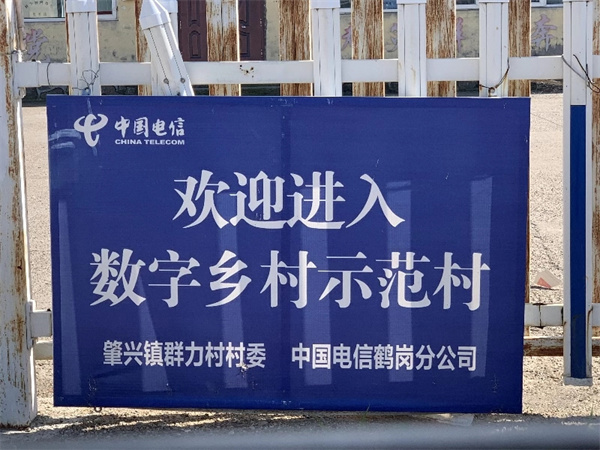 中国电信
CHINA TELECOM
欢迎进入
数字乡村示范村
肇兴镇群力村村委 中国电信鹤岗分公司